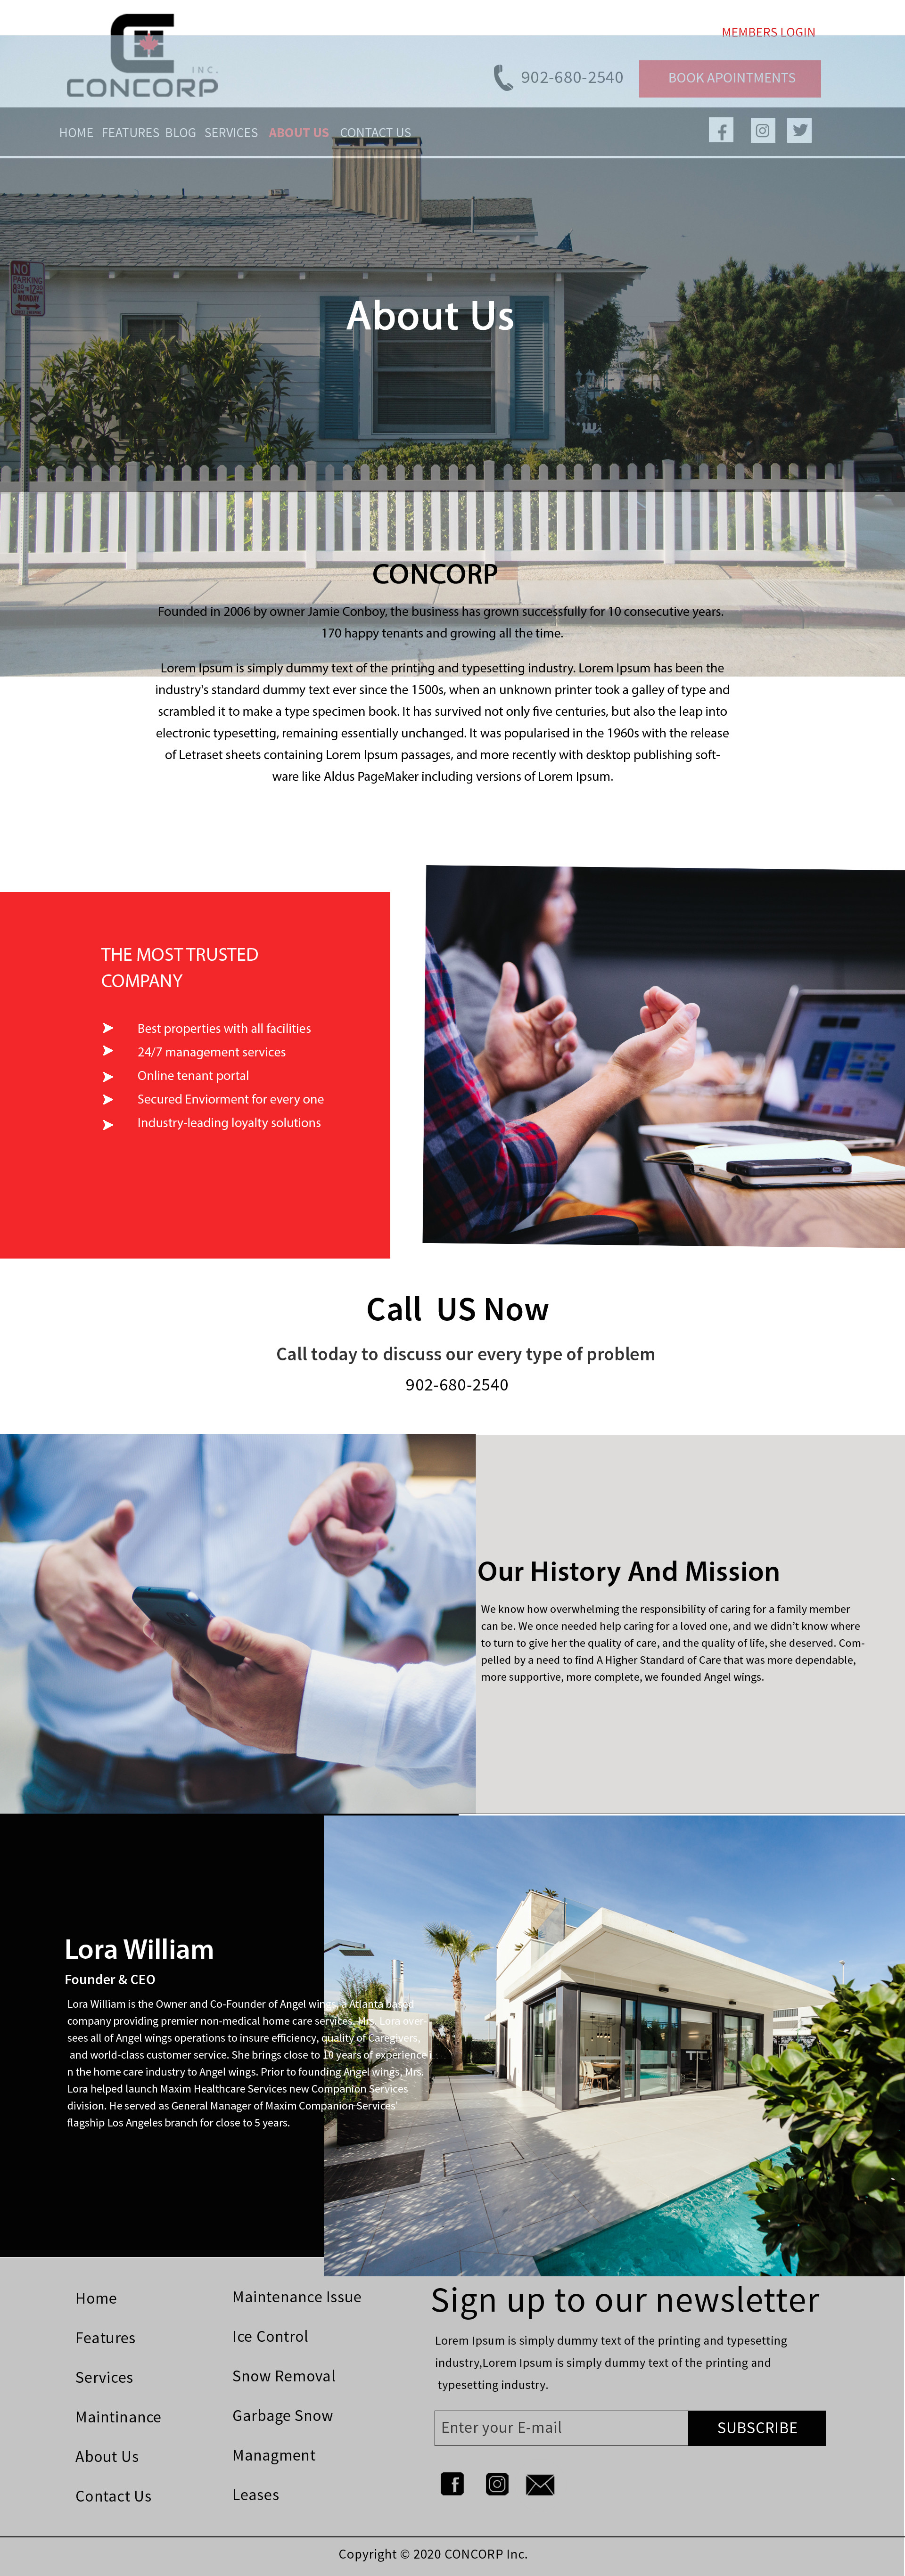 MEMBERS LOGIN
INC.
CONCORP
902-680-2540
BOOK APOINTMENTS
HOME FEATURES BLOG SERVICES ABOUT US CONTACT US
NO
PARKING
MONDAY
About Us
CONCORP
Founded in 2006 by owner Jamie Conboy, the business has grown successfully for 10 consecutive years.
170 happy tenants and growing all the time.
Lorem Ipsum is simply dummy text of the printing and typesetting industry. Lorem Ipsum has been the
industry's standard dummy text ever since the 1500s, when an unknown printer took a galley of type and
scrambled it to make a type specimen book. It has survived not only five centuries, but also the leap into
electronic typesetting, remaining essentially unchanged. It was popularised in the 1960s with the release
of Letraset sheets containing Lorem Ipsum passages, and more recently with desktop publishing soft-
ware like Aldus PageMaker including versions of Lorem Ipsum.
THE MOST TRUSTED
COMPANY
Best properties with all facilities
24/7 management services
Online tenant portal
Secured Enviorment for every one
Industry-leading loyalty solutions
Call US Now
Call today to discuss our every type of problem
902-680-2540
Our History And Mission
We know how overwhelming the responsibility of caring for a family member
can be. We once needed help caring for a loved one, and we didn't know where
to turn to give her the quality of care, and the quality of life, she deserved. Com-
pelled by a need to find A Higher Standard of Care that was more dependable,
more supportive, more complete, we founded Angel wings.
Lora William
Founder & CEO
Lora William is the Owner and Co-Founder of Angel wings, a Atlanta based
company providing premier non-medical home care services. Mrs. Lora over-
sees all of Angel wings operations to insure efficiency, quality of Caregivers,
and world-class customer service. She brings close to 19 years of experience i
n the home care industry to Angel wings. Prior to founding Angel wings, Mrs.
Lora helped launch Maxim Healthcare Services new Companion Services
division. He served as General Manager of Maxim Companion Services'
flagship Los Angeles branch for close to 5 years.
Home
Features
Services
Maintinance
About Us
Contact Us
Maintenance Issue
Ice Control
Snow Removal
Garbage Snow
Managment
Leases
Sign up to our newsletter
Lorem Ipsum is simply dummy text of the printing and typesetting
industry,Lorem Ipsum is simply dummy text of the printing and
typesetting industry.
Enter your E-mail
SUBSCRIBE
Copyright © 2020 CONCORP Inc.